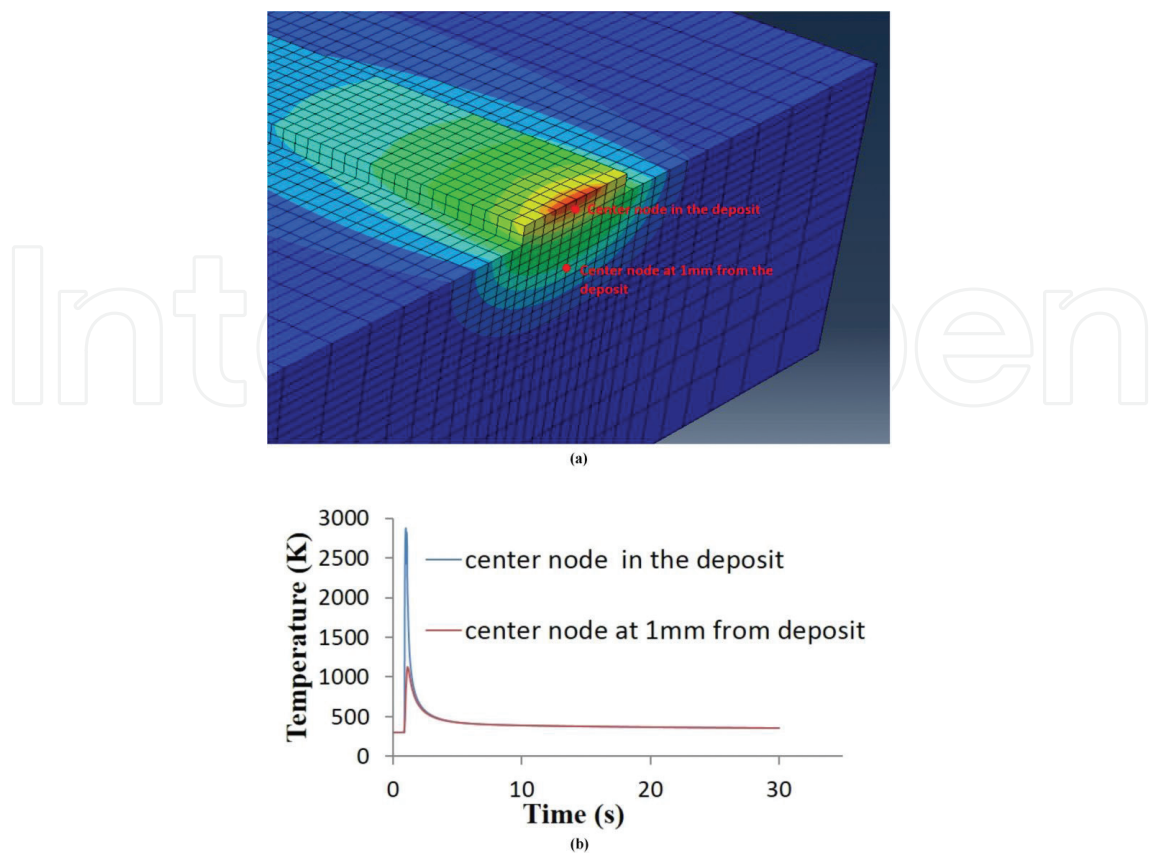 Center node in the deposit
Center node at 1mm from the
deposit
(a)
3000
2500
2000
1500
1000
500
0
Temperature (K)
center node in the deposit
center node at 1mm from deposit
0
10
20
30
Time (s)
(b)